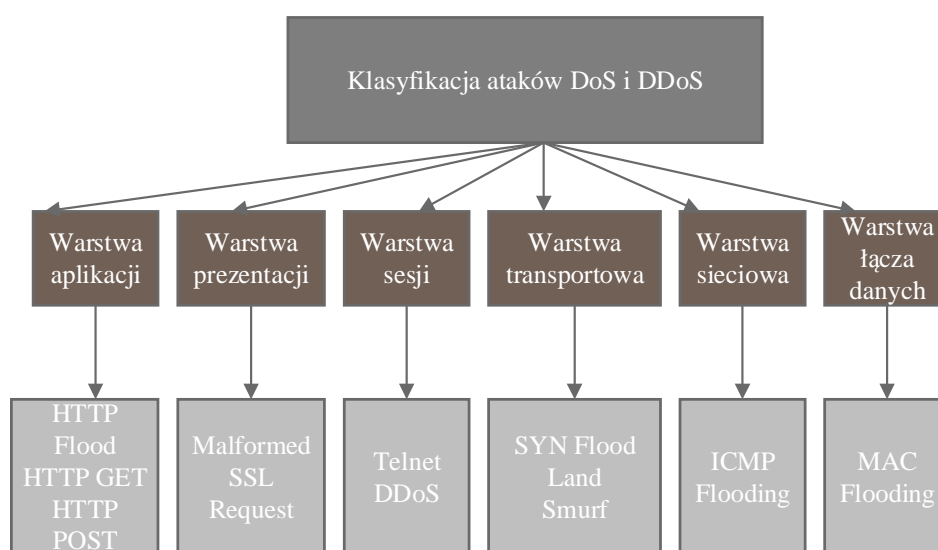 Klasyfikacja ataków DoS i DDoS
Warstwa
aplikacji
Warstwa
prezentacji
Warstwa
sesji
Warstwa
transportowa
Warstwa
sieciowa
Warstwa
łącza
danych
HTTP
Flood
HTTP GET
HTTP
POST
Malformed
SSL
Request
Telnet
DDoS
SYN Flood
Land
Smurf
ICMP
Flooding
MAC
Flooding